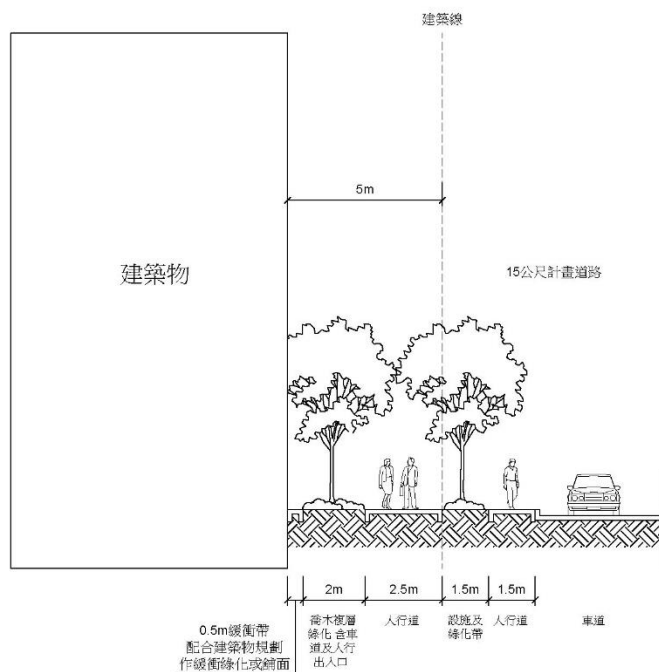 建築線
5m
建築物
15公尺計畫道路
2m
2.5m
1.5m
1.5m
0.5m緩衝帶
配合建築物規劃
作緩衝綠化或鋪面
喬木複層
綠化 含車
道及人行
出入口
人行道
設施及
綠化帶
人行道
車道